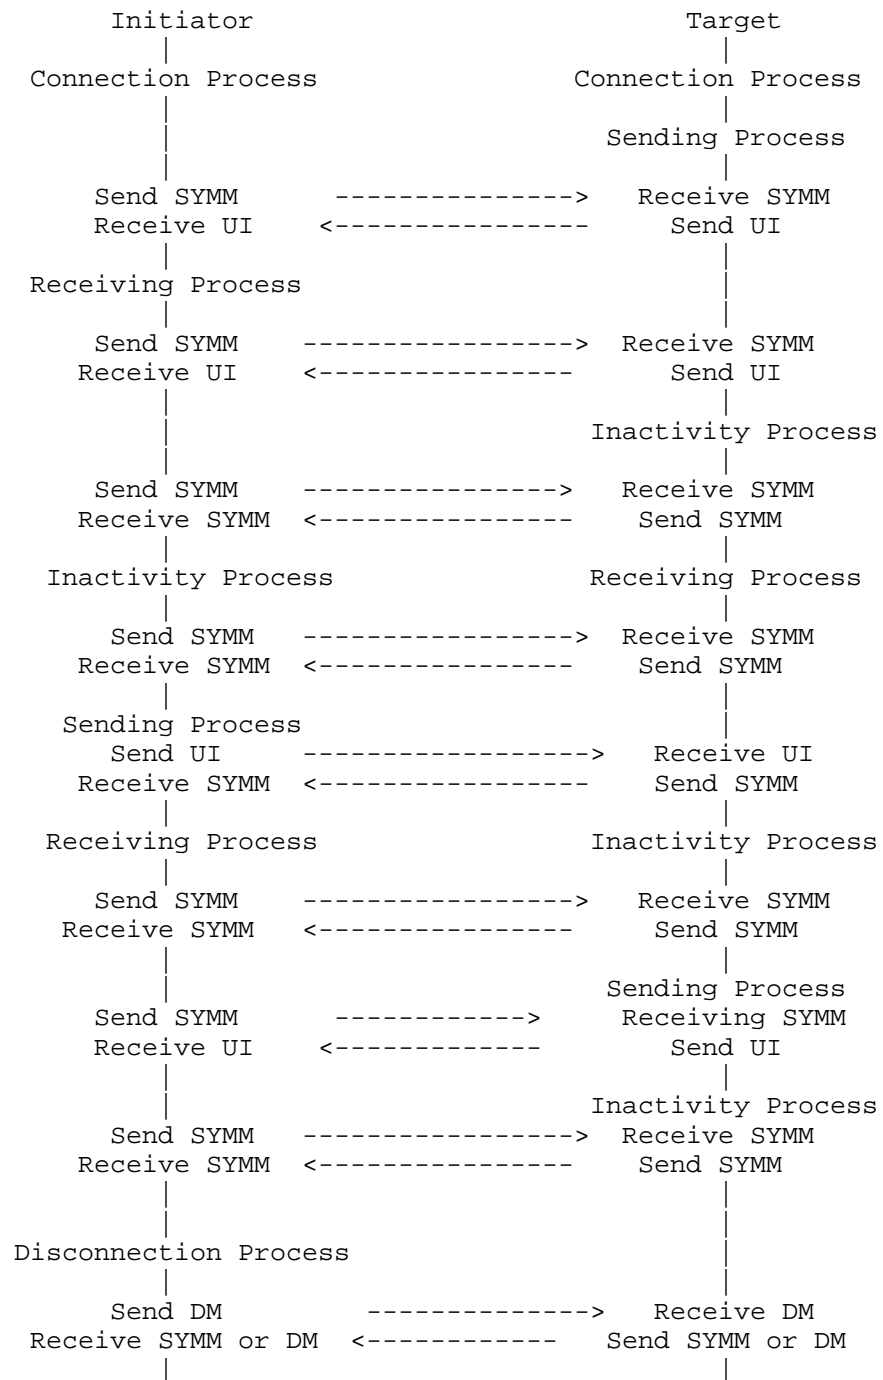 Initiator Target
| |
Connection Process Connection Process
| |
| Sending Process
| |
Send SYMM ---------------> Receive SYMM
Receive UI <---------------- Send UI
| |
Receiving Process |
| |
Send SYMM -----------------> Receive SYMM
Receive UI <---------------- Send UI
| |
| Inactivity Process
| |
Send SYMM ----------------> Receive SYMM
Receive SYMM <---------------- Send SYMM
| |
Inactivity Process Receiving Process
| |
Send SYMM -----------------> Receive SYMM
Receive SYMM <---------------- Send SYMM
| |
Sending Process |
Send UI ------------------> Receive UI
Receive SYMM <----------------- Send SYMM
| |
Receiving Process Inactivity Process
| |
Send SYMM -----------------> Receive SYMM
Receive SYMM <---------------- Send SYMM
| |
| Sending Process
Send SYMM ------------> Receiving SYMM
Receive UI <------------- Send UI
| |
| Inactivity Process
Send SYMM -----------------> Receive SYMM
Receive SYMM <---------------- Send SYMM
| |
| |
Disconnection Process |
| |
Send DM --------------> Receive DM
Receive SYMM or DM <------------ Send SYMM or DM
| |